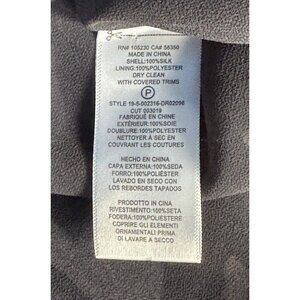 RN# 105230 CA# 56350
MADE IN CHINA
SHELL:100%SILK
LINING:100%POLYESTER
DRY CLEAN
WITH COVERED TRIMS
P
STYLE 19-5-002316-DR02096
CUT 003019
FABRIQUÉ EN CHINE
EXTÉRIEUR:100%SOIE
DOUBLURE:100%POLYESTER
NETTOYER À SEC EN
COUVRANT LES COUTURES
HECHO EN CHINA
CAPA EXTERNA:100%SEDA
FORRO:100%POLIÉSTER
LAVADO EN SECO CON
LOS REBORDES TAPADOS
PRODOTTO IN CINA
RIVESTIMENTO:100%SETA
FODERA:100%POLIESTERE
COPRIRE GLI ELEMENTI
ORNAMENTALI PRIMA
DI LAVARE A SECCO